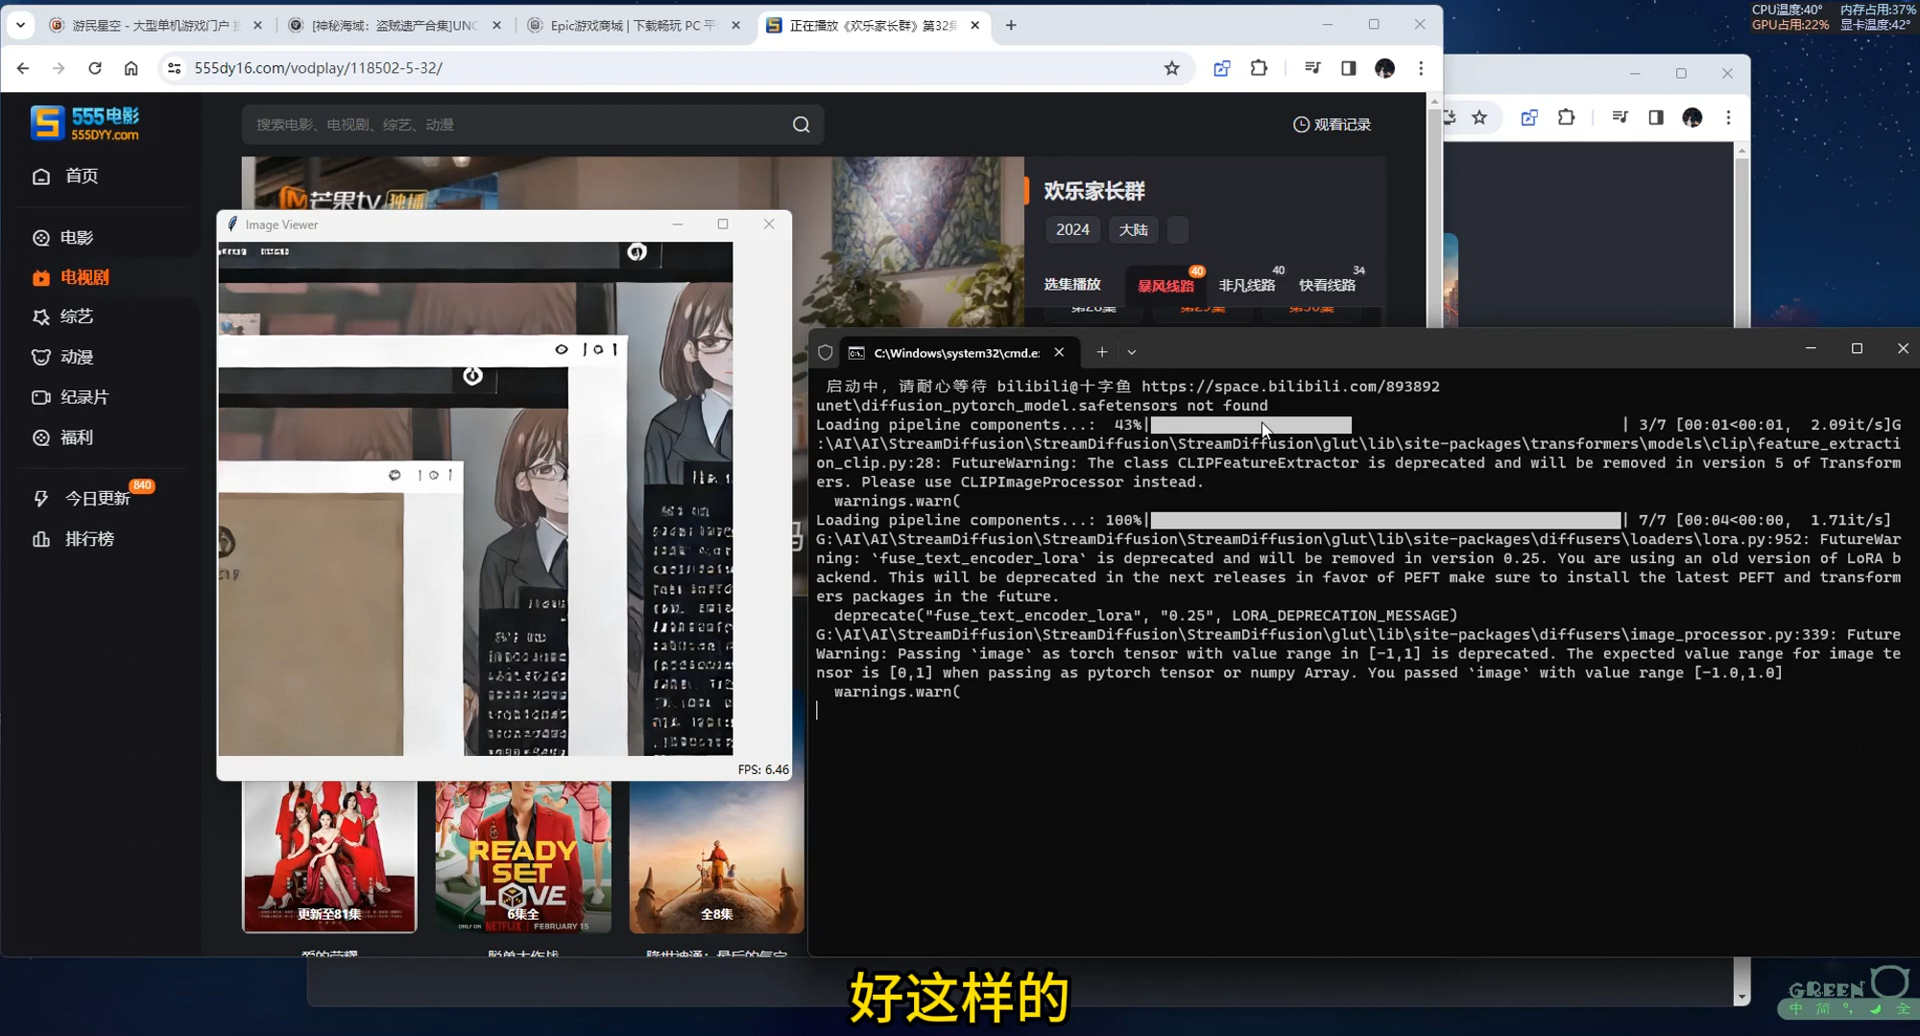 CPU温度:40° 内存占用:37%
GPU占用:22% 显卡温度:42°
游民星空 - 大型单机游戏门户
[神秘海域：盗贼遗产合集]UNC
Epic游戏商城 | 下载畅玩 PC 平
正在播放《欢乐家长群》第32集
555dy16.com/vodplay/118502-5-32/
555电影
555DYY.com
搜索电影、电视剧、综艺、动漫
观看记录
首页
电影
电视剧
综艺
动漫
纪录片
福利
今日更新
840
排行榜
芒果tv 独播
欢乐家长群
2024
大陆
选集播放
暴风线路
40
非凡线路
40
快看线路
34
Image Viewer
FPS: 6.46
C:\Windows\system32\cmd.e:
启动中，请耐心等待 bilibili@十字鱼 https://space.bilibili.com/893892
unet\diffusion_pytorch_model.safetensors not found
Loading pipeline components...:  43%| | 3/7 [00:01<00:01,  2.09it/s]G
:\AI\AI\StreamDiffusion\StreamDiffusion\StreamDiffusion\glut\lib\site-packages\transformers\models\clip\feature_extracti
on_clip.py:28: FutureWarning: The class CLIPFeatureExtractor is deprecated and will be removed in version 5 of Transform
ers. Please use CLIPImageProcessor instead.
warnings.warn(
Loading pipeline components...: 100%| | 7/7 [00:04<00:00,  1.71it/s]
G:\AI\AI\StreamDiffusion\StreamDiffusion\StreamDiffusion\glut\lib\site-packages\diffusers\loaders\lora.py:952: FutureWar
ning: `fuse_text_encoder_lora` is deprecated and will be removed in version 0.25. You are using an old version of LoRA b
ackend. This will be deprecated in the next releases in favor of PEFT make sure to install the latest PEFT and transform
ers packages in the future.
deprecate("fuse_text_encoder_lora", "0.25", LORA_DEPRECATION_MESSAGE)
G:\AI\AI\StreamDiffusion\StreamDiffusion\StreamDiffusion\glut\lib\site-packages\diffusers\image_processor.py:339: Future
Warning: Passing `image` as torch tensor with value range in [-1,1] is deprecated. The expected value range for image te
nsor is [0,1] when passing as pytorch tensor or numpy Array. You passed `image` with value range [-1.0,1.0]
warnings.warn(
更新至81集
READY
SET
LOVE
6集全
ONLY ON NETFLIX | FEBRUARY 15
全8集
好这样的
GREEN
中 简 全